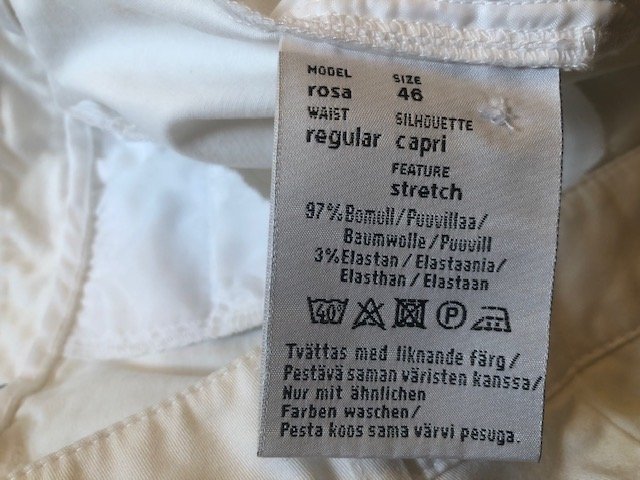 MODEL SIZE
rosa 46
WAIST SILHOUETTE
regular capri
FEATURE
stretch
97% Bomull/Puuvillaa/
Baumwolle/Puuvill
3% Elastan/Elastaania/
Elasthan/Elastaan
40 P
Tvättas med liknande färg/
Pestävä saman väristen kanssa/
Nur mit ähnlichen
Farben waschen/
Pesta koos sama värvi pesuga.